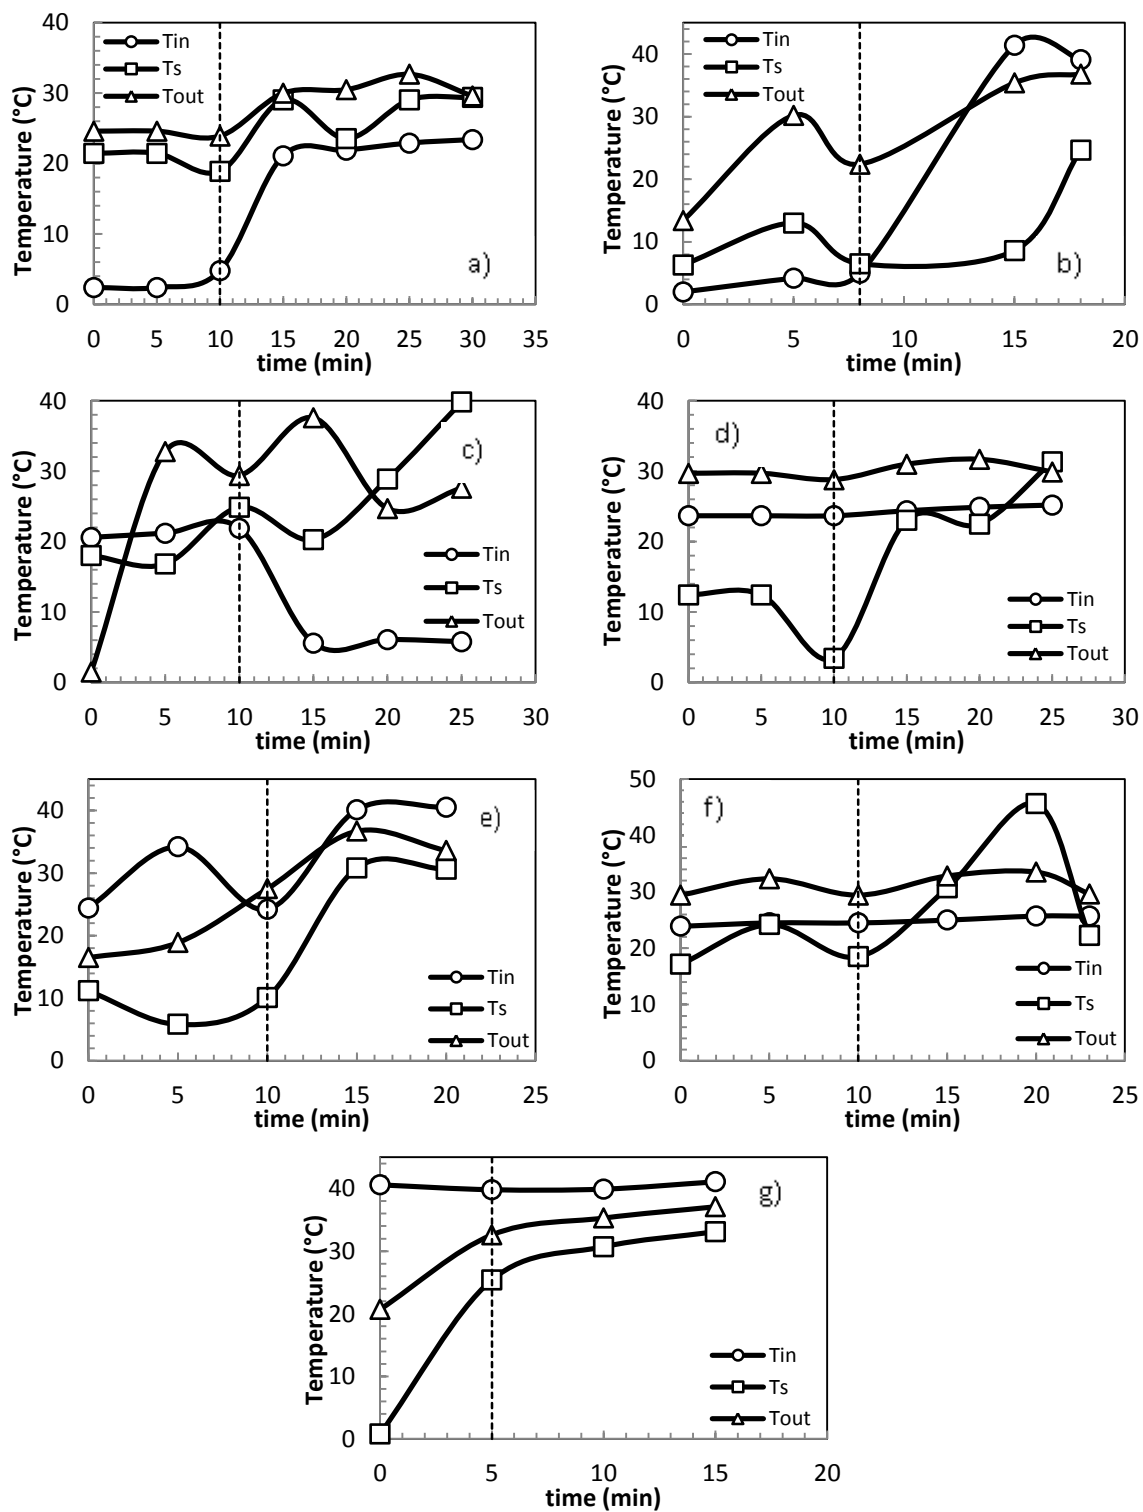 40
30
20
10
0
Temperature (°C)
Tin
Ts
Tout
a)
0 5 10 15 20 25 30 35
time (min)
40
30
20
10
0
Temperature (°C)
Tin
Ts
Tout
b)
0 5 10 15 20
time (min)
40
30
20
10
0
Temperature (°C)
c)
Tin
Ts
Tout
0 5 10 15 20 25 30
time (min)
40
30
20
10
0
Temperature (°C)
d)
Tin
Ts
Tout
0 5 10 15 20 25 30
time (min)
40
30
20
10
0
Temperature (°C)
e)
Tin
Ts
Tout
0 5 10 15 20 25
time (min)
50
40
30
20
10
0
Temperature (°C)
f)
Tin
Ts
Tout
0 5 10 15 20 25
time (min)
40
30
20
10
0
Temperature (°C)
g)
Tin
Ts
Tout
0 5 10 15 20
time (min)